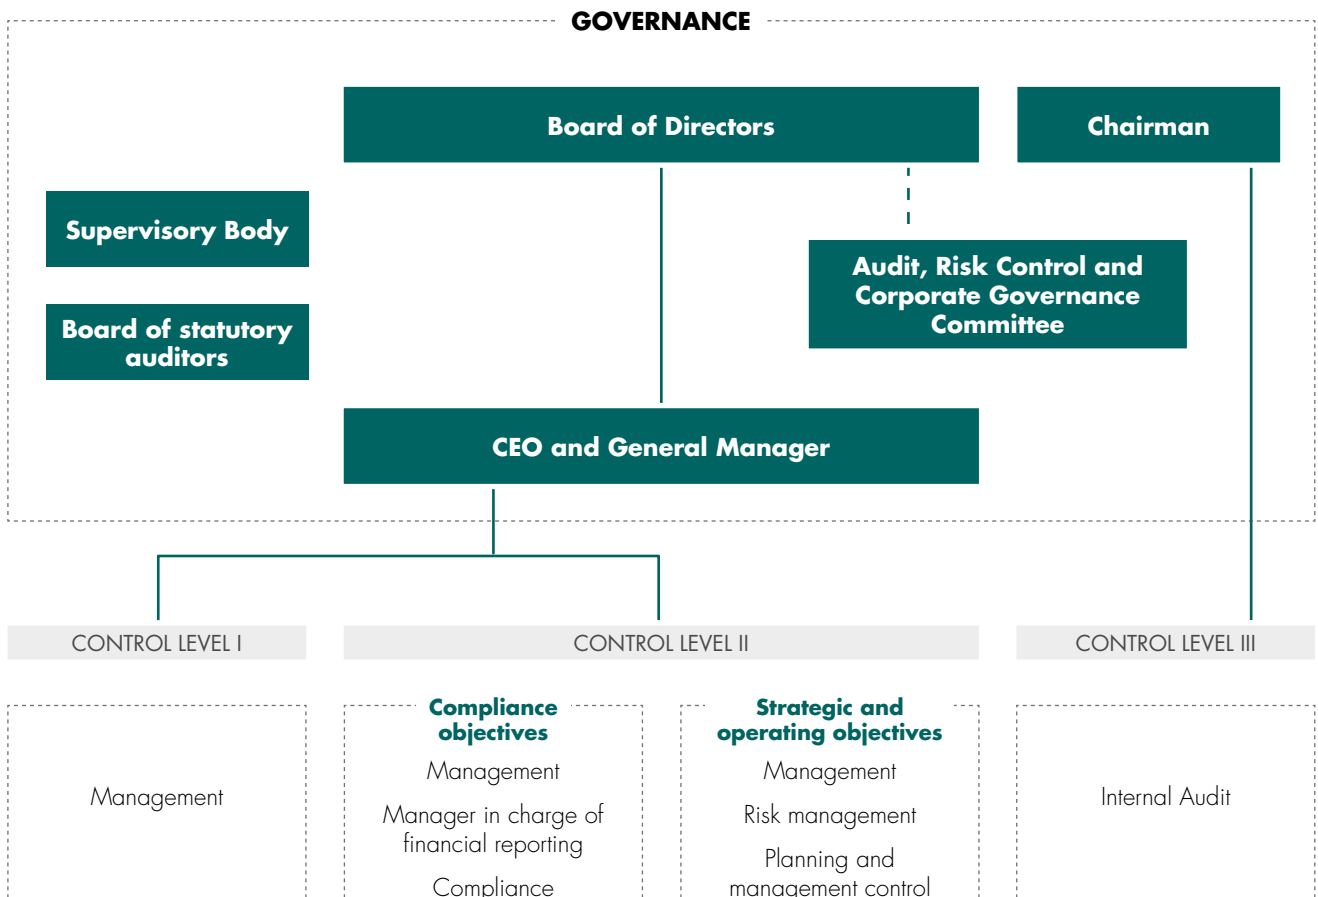 GOVERNANCE
Board of Directors
Chairman
Supervisory Body
Audit, Risk Control and
Corporate Governance
Committee
Board of statutory
auditors
CEO and General Manager
CONTROL LEVEL I
CONTROL LEVEL II
CONTROL LEVEL III
Management
Compliance
objectives
Management
Manager in charge of
financial reporting
Compliance
Strategic and
operating objectives
Management
Risk management
Planning and
management control
Internal Audit